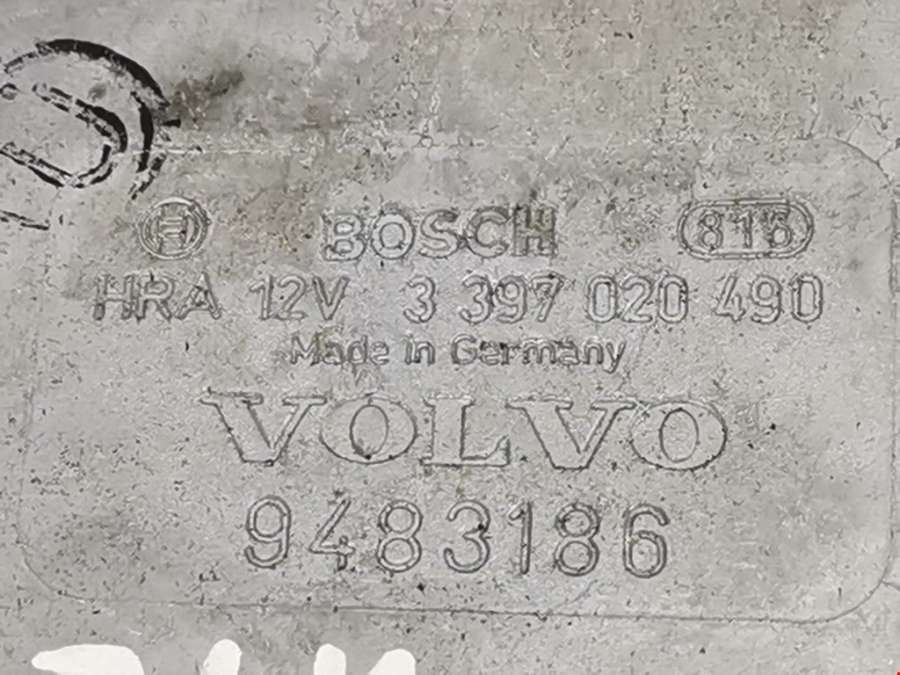 BOSCH 816
HRA 12V 3 397 020 490
Made in Germany
VOLVO
9483186